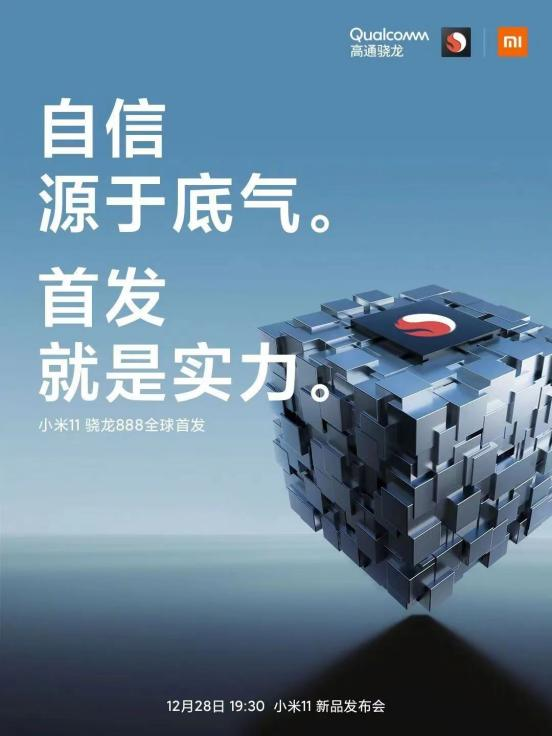 Qualcomm
高通骁龙
自信
源于底气。
首发
就是实力。
小米11 骁龙888全球首发
12月28日 19:30 小米11 新品发布会